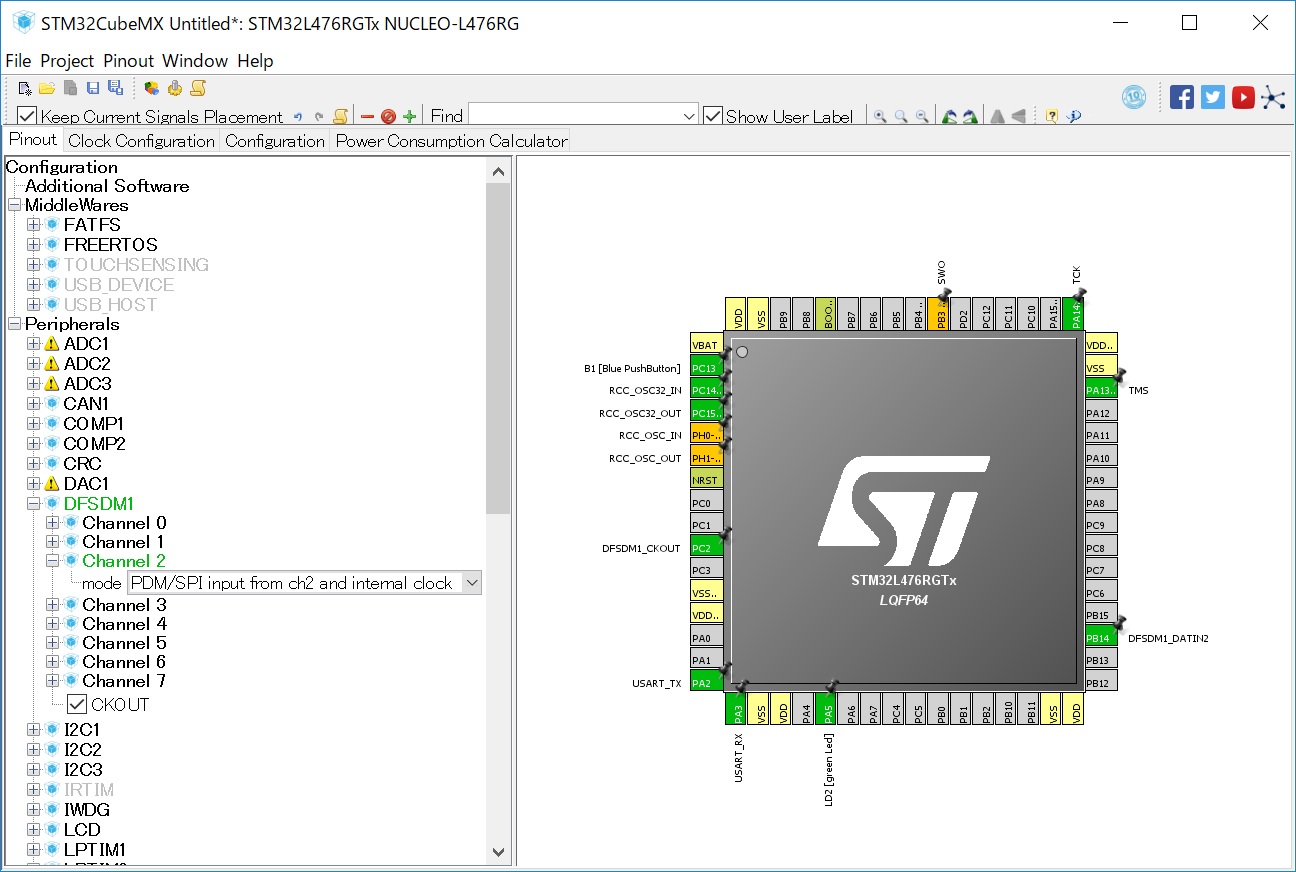 STM32CubeMX Untitled*: STM32L476RGTx NUCLEO-L476RG
File Project Pinout Window Help
Keep Current Signals Placement
Find
Show User Label
Pinout Clock Configuration Configuration Power Consumption Calculator
Configuration
Additional Software
MiddleWares
FATFS
FREERTOS
TOUCHSENSING
USB_DEVICE
USB_HOST
Peripherals
ADC1
ADC2
ADC3
CAN1
COMP1
COMP2
CRC
DAC1
DFSDM1
Channel 0
Channel 1
Channel 2
mode PDM/SPI input from ch2 and internal clock
Channel 3
Channel 4
Channel 5
Channel 6
Channel 7
CKOUT
I2C1
I2C2
I2C3
IRTIM
IWDG
LCD
LPTIM1
SWO
TCK
VDD
VSS
PB9
PB8
BOO..
PB7
PB6
PB5
PB4..
PB3..
PD2
PC12
PC11
PC10
PA15..
PA14..
VBAT
B1 [Blue PushButton] PC13
RCC_OSC32_IN PC14..
RCC_OSC32_OUT PC15..
RCC_OSC_IN PH0-..
RCC_OSC_OUT PH1-..
NRST
PC0
PC1
DFSDM1_CKOUT PC2
PC3
VSS..
VDD..
PA0
PA1
USART_TX PA2
ST
STM32L476RGTx
LQFP64
VDD..
VSS
PA13.. TMS
PA12
PA11
PA10
PA9
PA8
PC9
PC8
PC7
PC6
PB15
PB14 DFSDM1_DATIN2
PB13
PB12
PA3
VSS
VDD
PA4
PA5
PA6
PA7
PC4
PC5
PB0
PB1
PB2
PB10
PB11
VSS
VDD
USART_RX
LD2 [green Led]